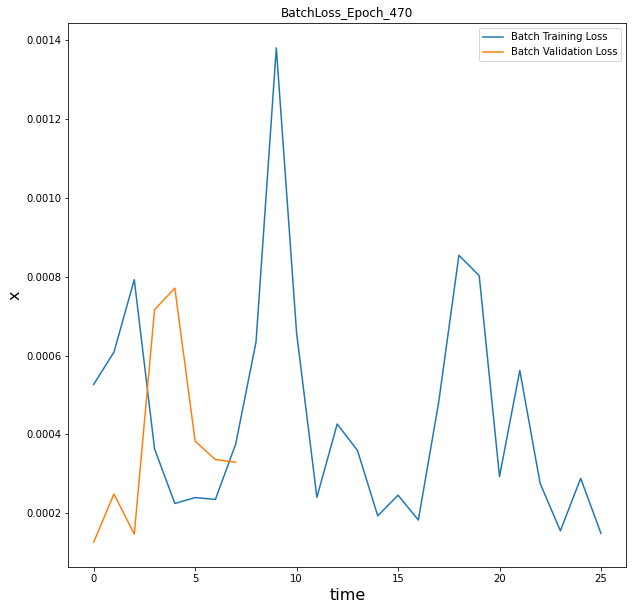 BatchLoss_Epoch_470
Batch Training Loss
Batch Validation Loss
0.0014
0.0012
0.0010
0.0008
0.0006
0.0004
0.0002
x
0 5 10 15 20 25
time